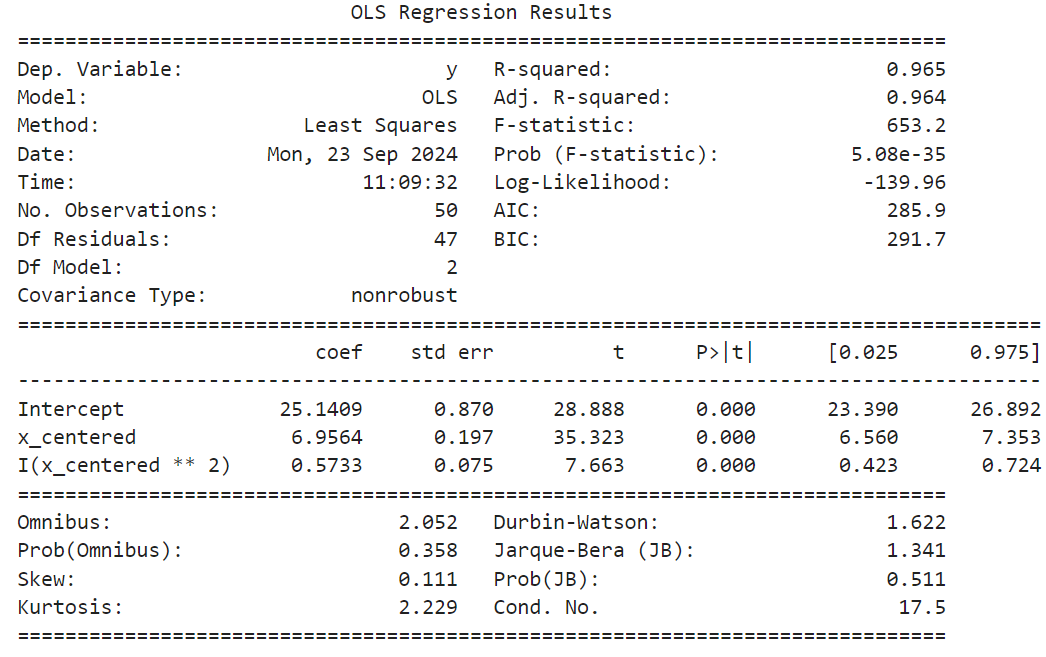 OLS Regression Results
==============================================================================
Dep. Variable:                      y   R-squared:                       0.965
Model:                            OLS   Adj. R-squared:                  0.964
Method:                 Least Squares   F-statistic:                     653.2
Date:                Mon, 23 Sep 2024   Prob (F-statistic):           5.08e-35
Time:                        11:09:32   Log-Likelihood:                -139.96
No. Observations:                  50   AIC:                             285.9
Df Residuals:                      47   BIC:                             291.7
Df Model:                           2
Covariance Type:            nonrobust
======================================================================================
                         coef    std err          t      P>|t|      [0.025      0.975]
--------------------------------------------------------------------------------------
Intercept             25.1409      0.870     28.888      0.000      23.390      26.892
x_centered             6.9564      0.197     35.323      0.000       6.560       7.353
I(x_centered ** 2)     0.5733      0.075      7.663      0.000       0.423       0.724
==============================================================================
Omnibus:                        2.052   Durbin-Watson:                   1.622
Prob(Omnibus):                  0.358   Jarque-Bera (JB):                1.341
Skew:                           0.111   Prob(JB):                        0.511
Kurtosis:                       2.229   Cond. No.                         17.5
==============================================================================